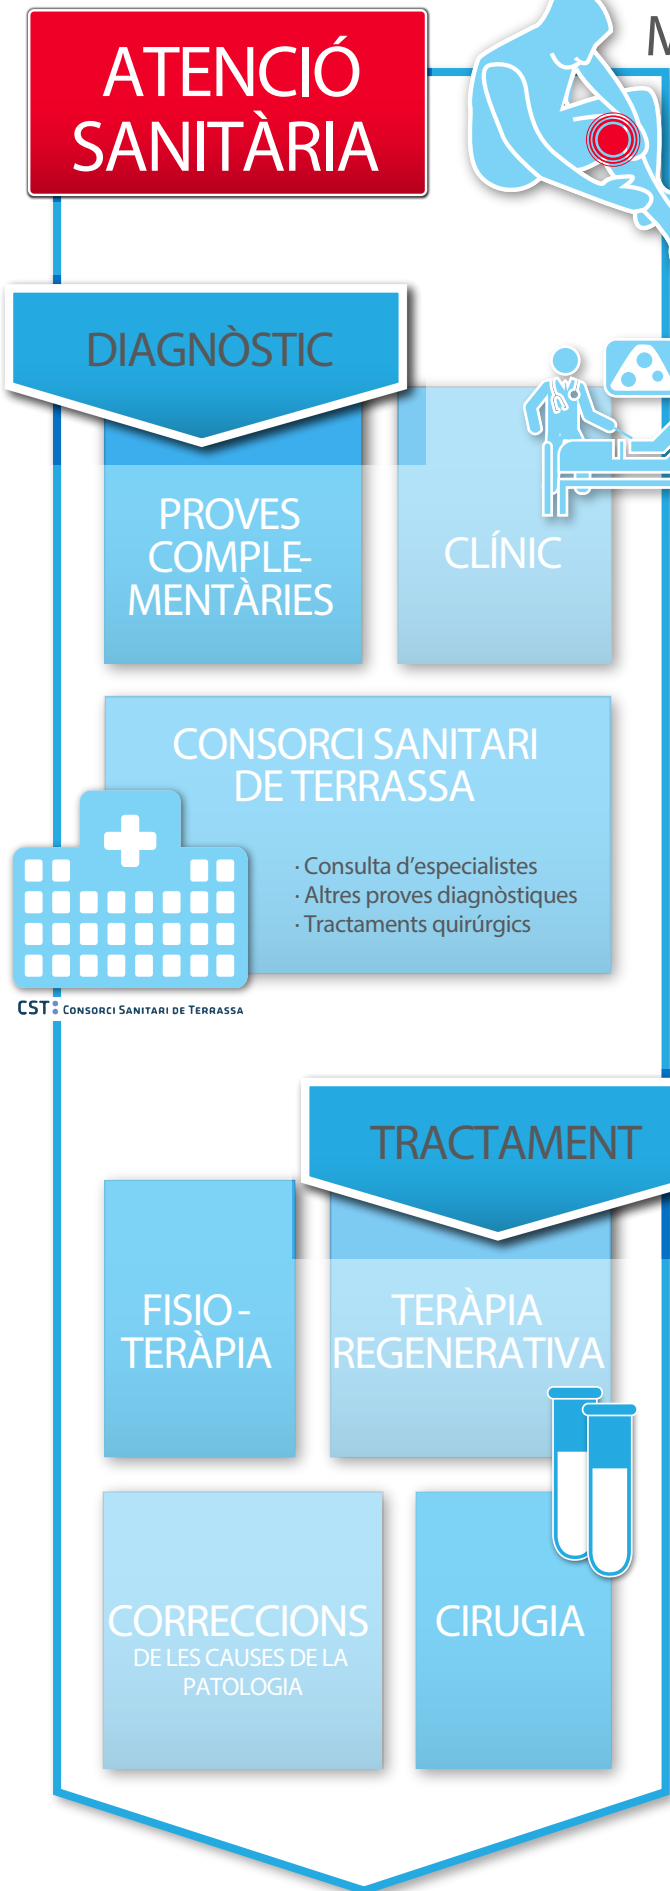 ATENCIÓ
SANITÀRIA
M
DIAGNÒSTIC
PROVES
COMPLE-
MENTÀRIES
CLÍNIC
CONSORCI SANITARI
DE TERRASSA
· Consulta d'especialistes
· Altres proves diagnòstiques
· Tractaments quirúrgics
CST: CONSORCI SANITARI DE TERRASSA
TRACTAMENT
FISIO-
TERÀPIA
TERÀPIA
REGENERATIVA
CORRECCIONS
DE LES CAUSES DE LA
PATOLOGIA
CIRUGIA